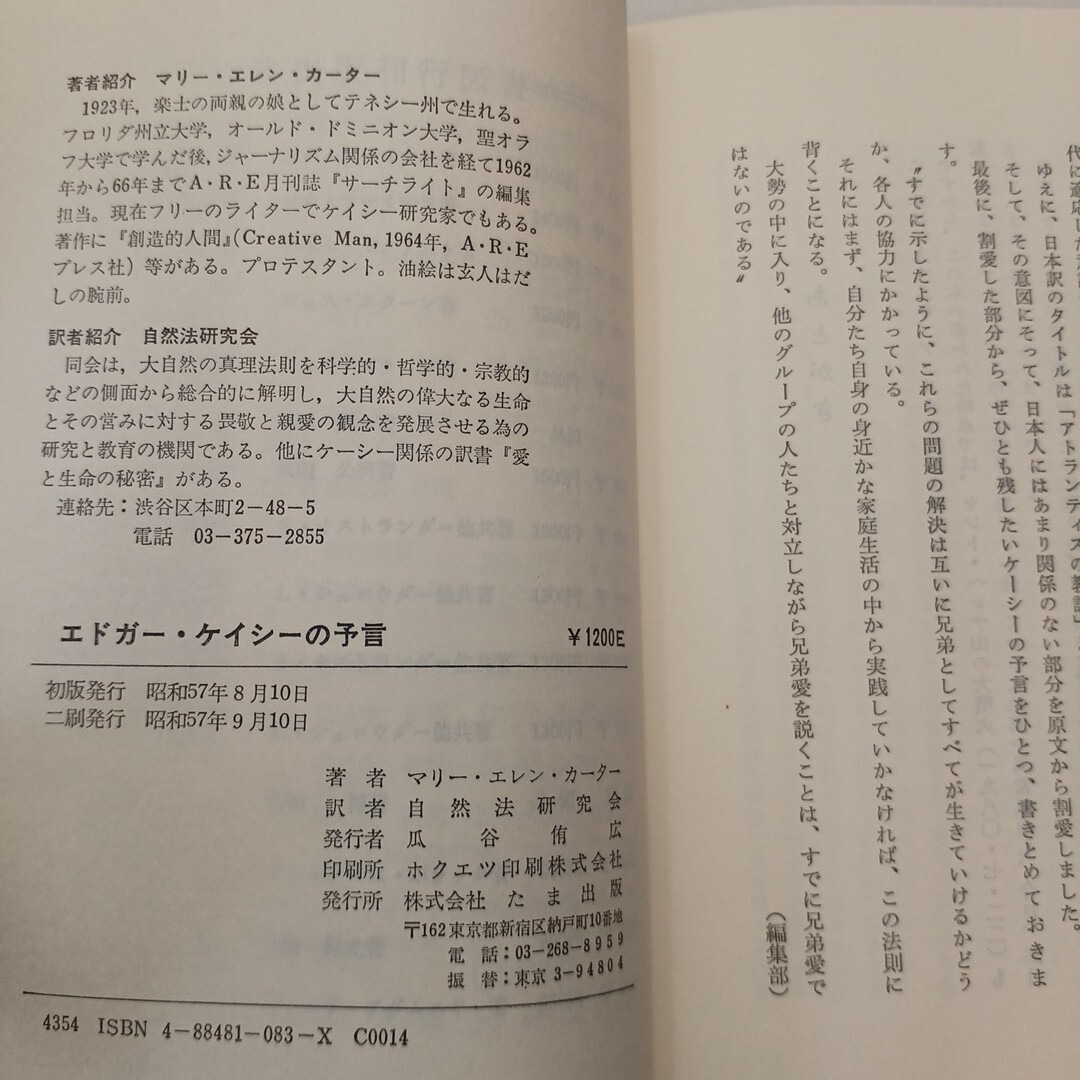 著者紹介　マリー・エレン・カーター
1923年，楽士の両親の娘としてテネシー州で生れる。
フロリダ州立大学，オールド・ドミニオン大学，聖オラ
フ大学で学んだ後，ジャーナリズム関係の会社を経て1962
年から66年までA・R・E月刊誌『サーチライト』の編集
担当。現在フリーのライターでケイシー研究家でもある。
著作に『創造的人間』(Creative Man, 1964年，A・R・E
プレス社）等がある。プロテスタント。油絵は玄人はだ
しの腕前。
訳者紹介　自然法研究会
同会は，大自然の真理法則を科学的・哲学的・宗教的
などの側面から総合的に解明し，大自然の偉大なる生命
とその営みに対する畏敬と親愛の観念を発展させる為の
研究と教育の機関である。他にケーシー関係の訳書『愛
と生命の秘密』がある。
連絡先：渋谷区本町2−48−5
電話　03−375−2855
エドガー・ケイシーの予言　￥1200E
初版発行　昭和57年8月10日
二刷発行　昭和57年9月10日
著者　マリー・エレン・カーター
訳者　自然法研究会
発行者　瓜谷侑広
印刷所　ホクエツ印刷株式会社
発行所　株式会社たま出版
〒162東京都新宿区納戸町10番地
電話：03−268−8959
振替：東京 3−94804
4354　ISBN 4−88481−083−X　C0014
ゆえに、日本訳のタイトルは「アトランティスの教訓」
そして、その意図にそって、日本人にはあまり関係のない部分を原文から割愛しました。
最後に、割愛した部分から、ぜひとも残したいケーシーの予言をひとつ、書きとめておきま
す。
〝すでに示したように、これらの問題の解決は互いに兄弟としてすべてが生きていけるかどう
か、各人の協力にかかっている。
それにはまず、自分たち自身の身近かな家庭生活の中から実践していかなければ、この法則に
背くことになる。
大勢の中に入り、他のグループの人たちと対立しながら兄弟愛を説くことは、すでに兄弟愛で
はないのである〟
（編集部）